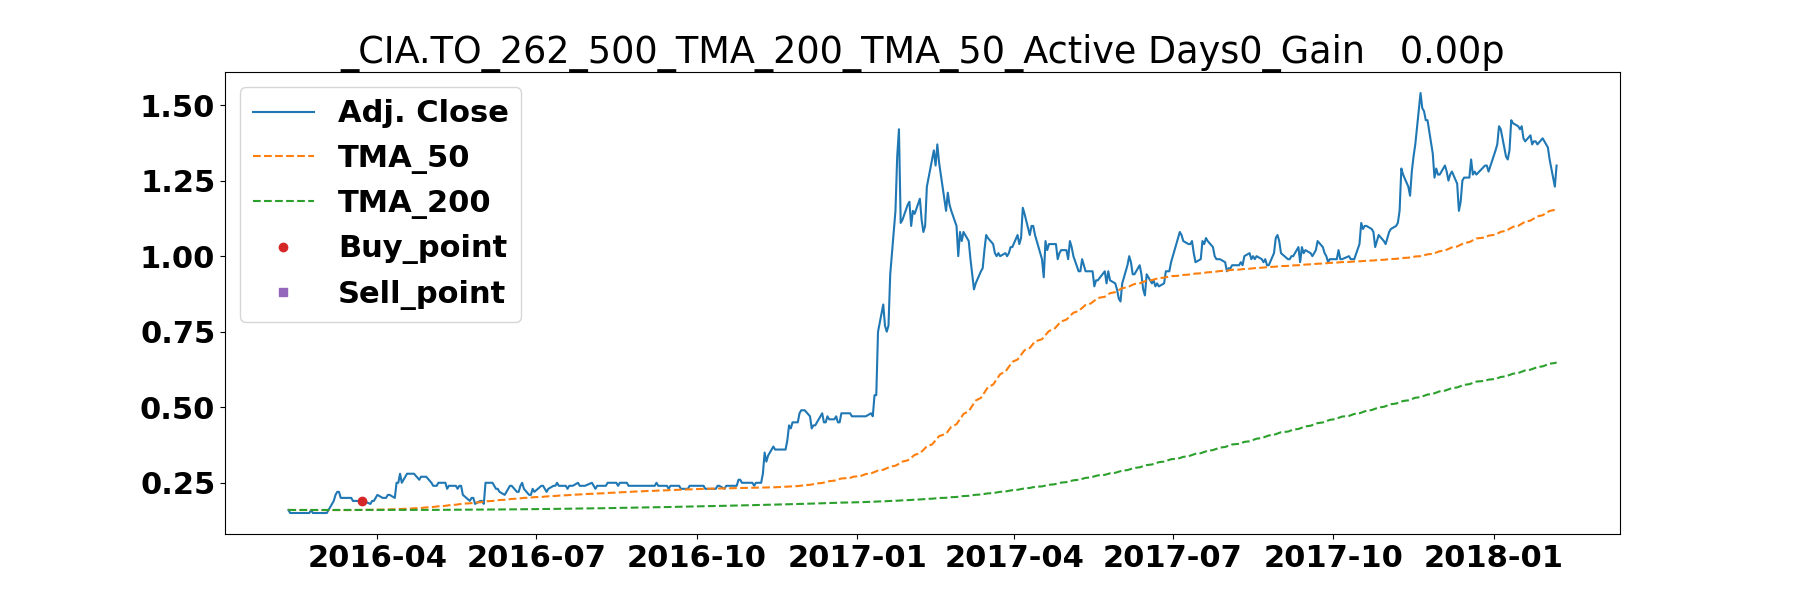 _CIA.TO_262_500_TMA_200_TMA_50_Active Days0_Gain   0.00p
1.50
1.25
1.00
0.75
0.50
0.25
Adj. Close
TMA_50
TMA_200
Buy_point
Sell_point
2016-04 2016-07 2016-10 2017-01 2017-04 2017-07 2017-10 2018-01